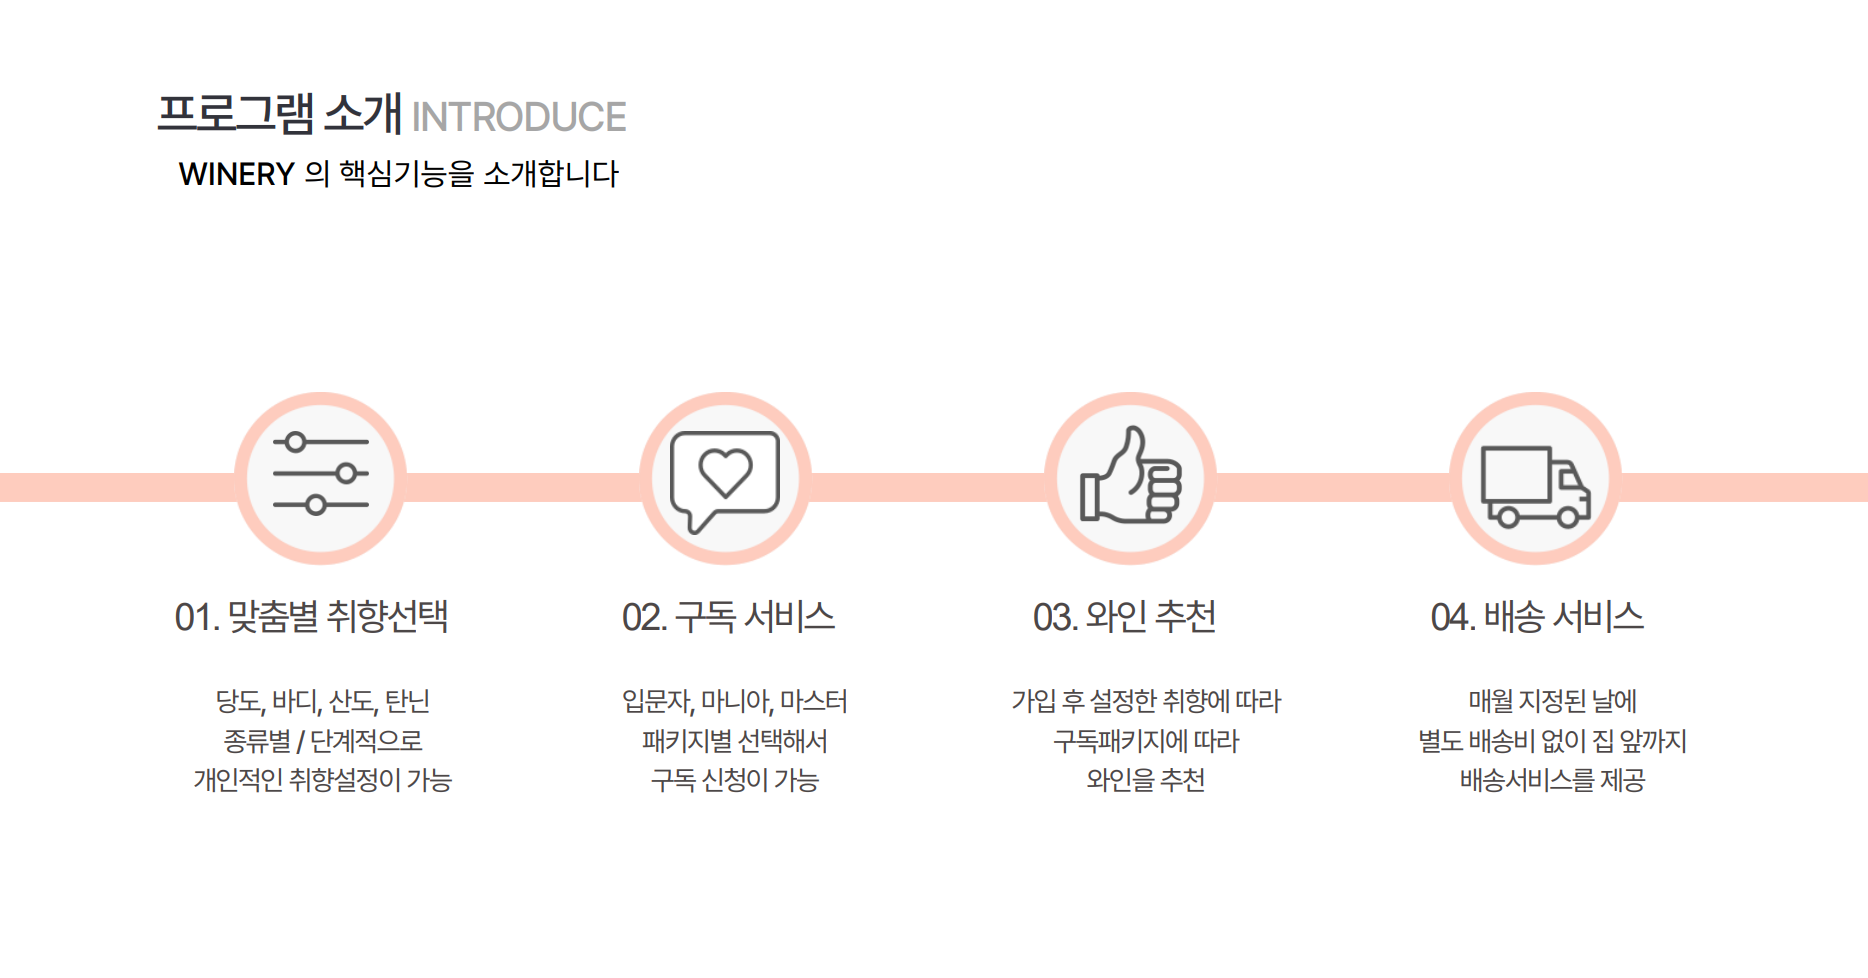 프로그램 소개 INTRODUCE
WINERY 의 핵심기능을 소개합니다
01. 맞춤별 취향선택
당도, 바디, 산도, 탄닌
종류별 / 단계적으로
개인적인 취향설정이 가능
02. 구독 서비스
입문자, 마니아, 마스터
패키지별 선택해서
구독 신청이 가능
03. 와인 추천
가입 후 설정한 취향에 따라
구독패키지에 따라
와인을 추천
04. 배송 서비스
매월 지정된 날에
별도 배송비 없이 집 앞까지
배송서비스를 제공